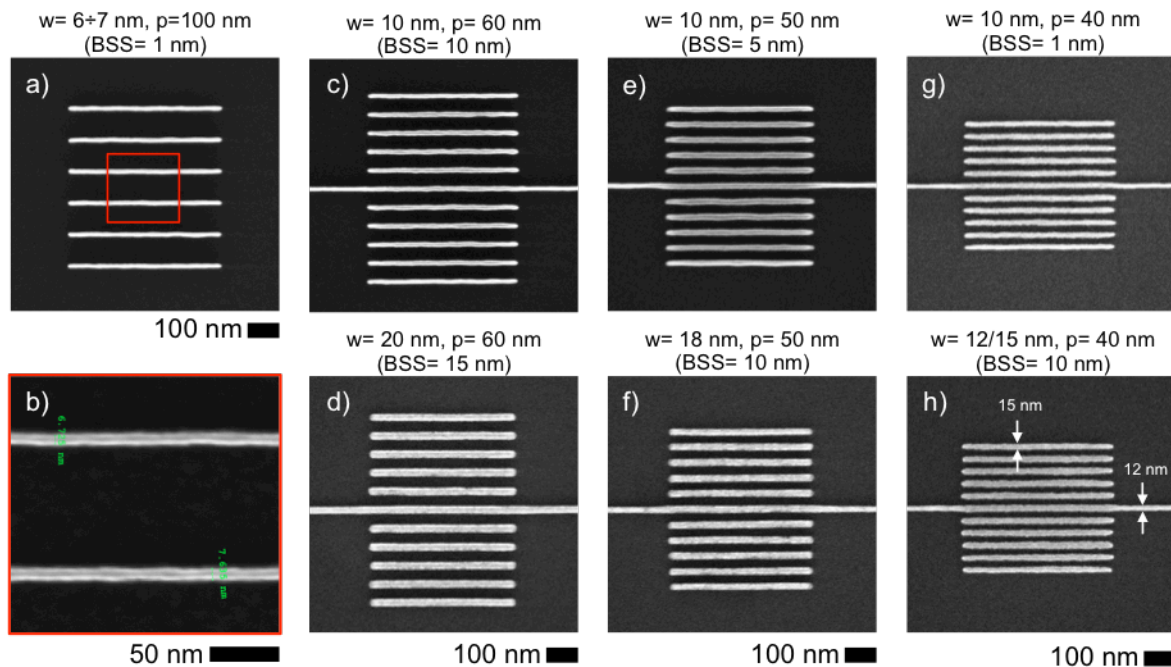 w= 6÷7 nm, p=100 nm
(BSS= 1 nm)
w= 10 nm, p= 60 nm
(BSS= 10 nm)
w= 10 nm, p= 50 nm
(BSS= 5 nm)
w= 10 nm, p= 40 nm
(BSS= 1 nm)
a)
c)
e)
g)
100 nm
w= 20 nm, p= 60 nm
(BSS= 15 nm)
w= 18 nm, p= 50 nm
(BSS= 10 nm)
w= 12/15 nm, p= 40 nm
(BSS= 10 nm)
b)
d)
f)
h)
15 nm
12 nm
50 nm
100 nm
100 nm
100 nm